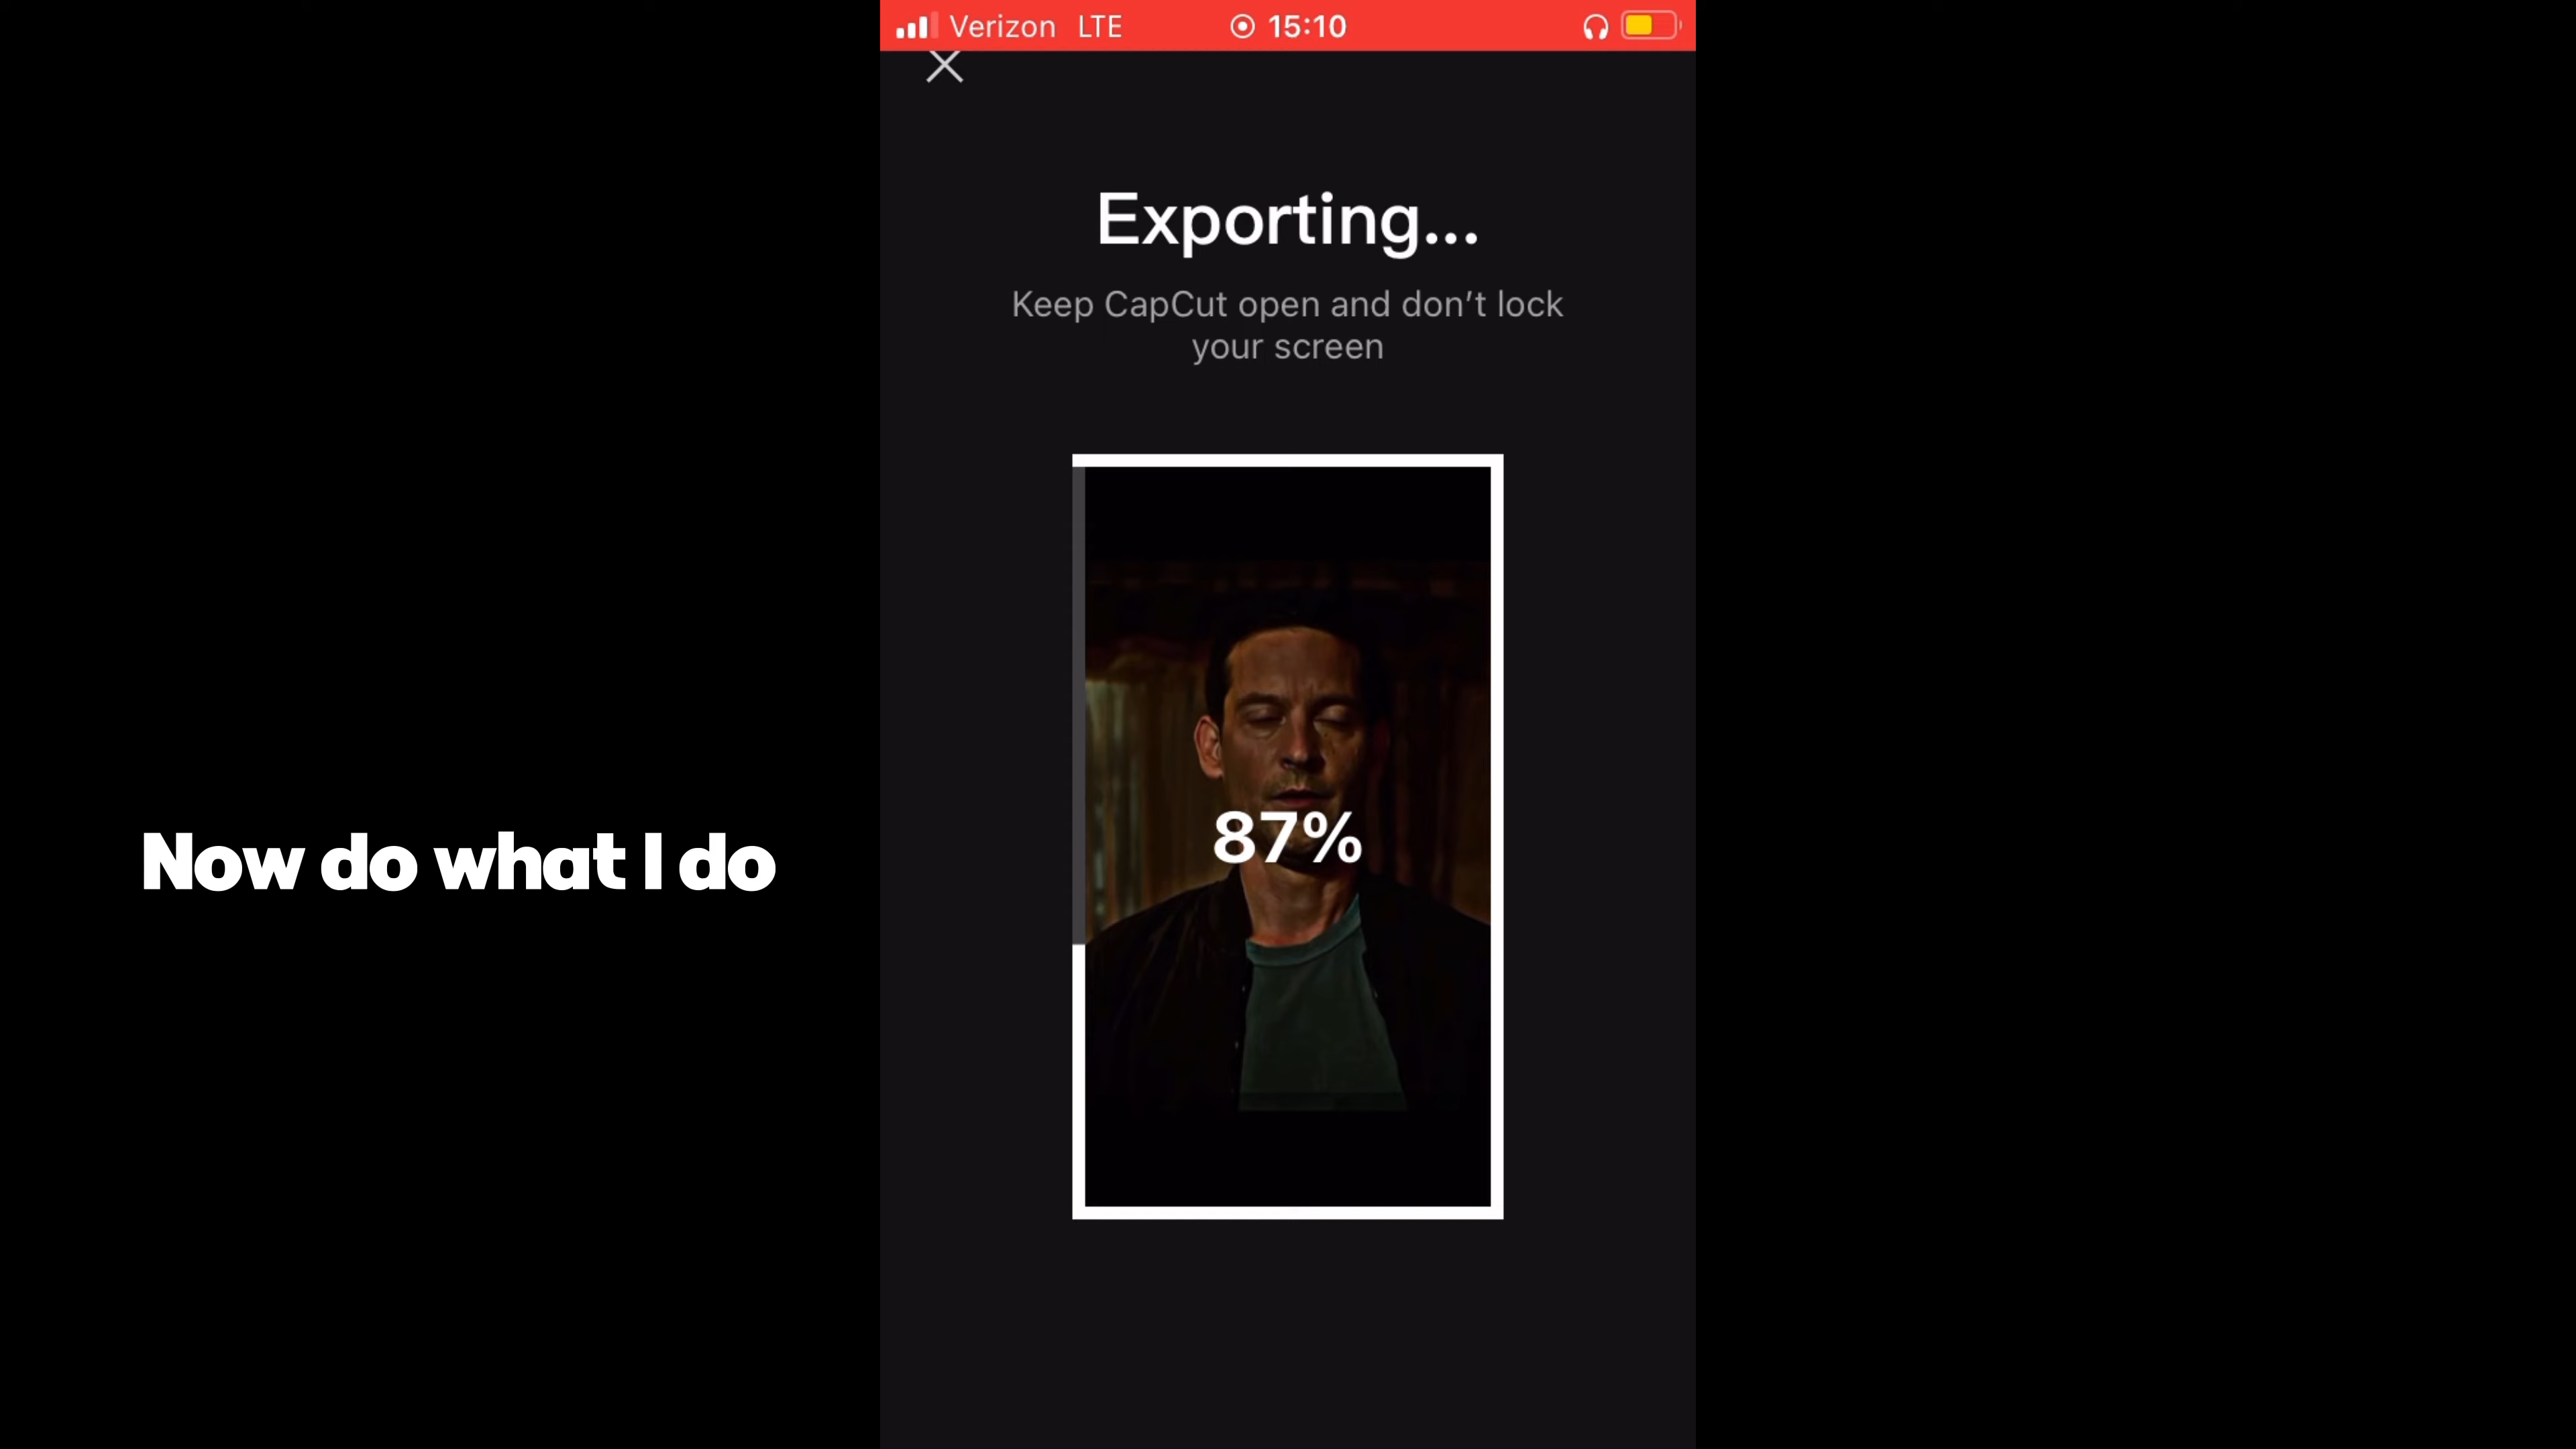 Verizon LTE 15:10
Exporting...
Keep CapCut open and don't lock
your screen
87%
Now do what I do